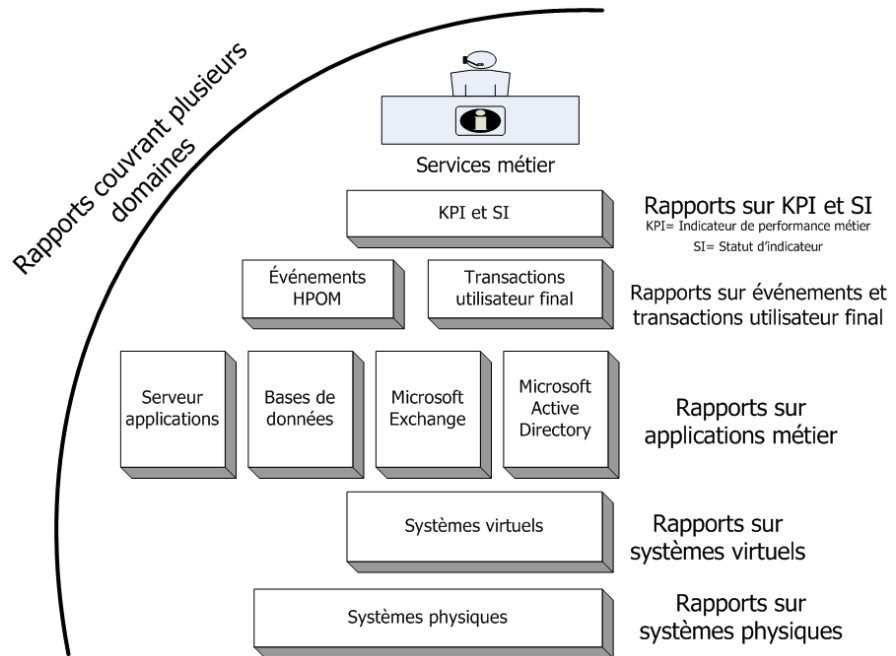 Rapports couvrant plusieurs
domaines
Services métier
KPI et SI
Rapports sur KPI et SI
KPI= Indicateur de performance métier
SI= Statut d'indicateur
Événements
HPOM
Transactions
utilisateur final
Rapports sur événements et
transactions utilisateur final
Serveur
applications
Bases de
données
Microsoft
Exchange
Microsoft
Active
Directory
Rapports sur
applications métier
Systèmes virtuels
Rapports sur
systèmes virtuels
Systèmes physiques
Rapports sur
systèmes physiques